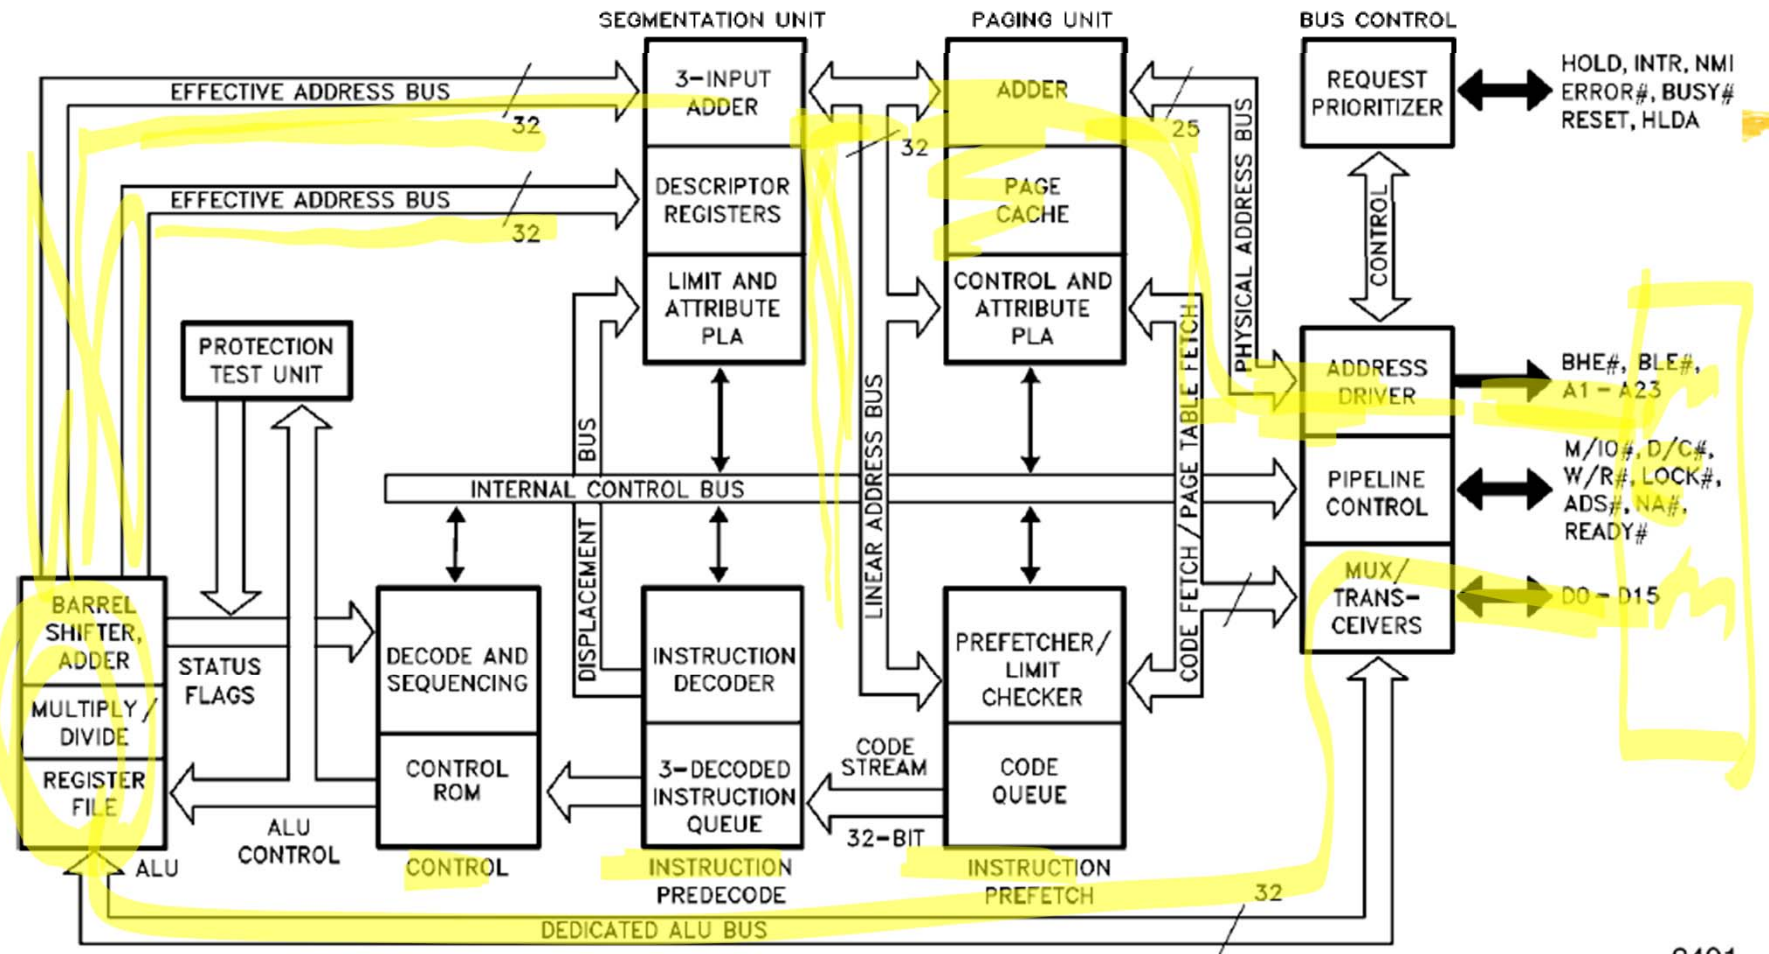 SEGMENTATION UNIT
PAGING UNIT
BUS CONTROL
EFFECTIVE ADDRESS BUS
32
EFFECTIVE ADDRESS BUS
32
3-INPUT
ADDER
DESCRIPTOR
REGISTERS
LIMIT AND
ATTRIBUTE
PLA
32
ADDER
PAGE
CACHE
CONTROL AND
ATTRIBUTE
PLA
25
PHYSICAL ADDRESS BUS
REQUEST
PRIORITIZER
HOLD, INTR, NMI
ERROR#, BUSY#
RESET, HLDA
CONTROL
ADDRESS
DRIVER
BHE#, BLE#,
A1-A23
PIPELINE
CONTROL
M/IO#, D/C#,
W/R#, LOCK#,
ADS#, NA#,
READY#
MUX/
TRANS-
CEIVERS
D0-D15
PROTECTION
TEST UNIT
INTERNAL CONTROL BUS
DISPLACEMENT BUS
LINEAR ADDRESS BUS
CODE FETCH/PAGE TABLE FETCH
BARREL
SHIFTER,
ADDER
MULTIPLY/
DIVIDE
REGISTER
FILE
ALU
STATUS
FLAGS
ALU
CONTROL
DECODE AND
SEQUENCING
CONTROL
ROM
CONTROL
INSTRUCTION
DECODER
3-DECODED
INSTRUCTION
QUEUE
INSTRUCTION
PREDECODE
CODE
STREAM
32-BIT
PREFETCHER/
LIMIT
CHECKER
CODE
QUEUE
INSTRUCTION
PREFETCH
32
DEDICATED ALU BUS